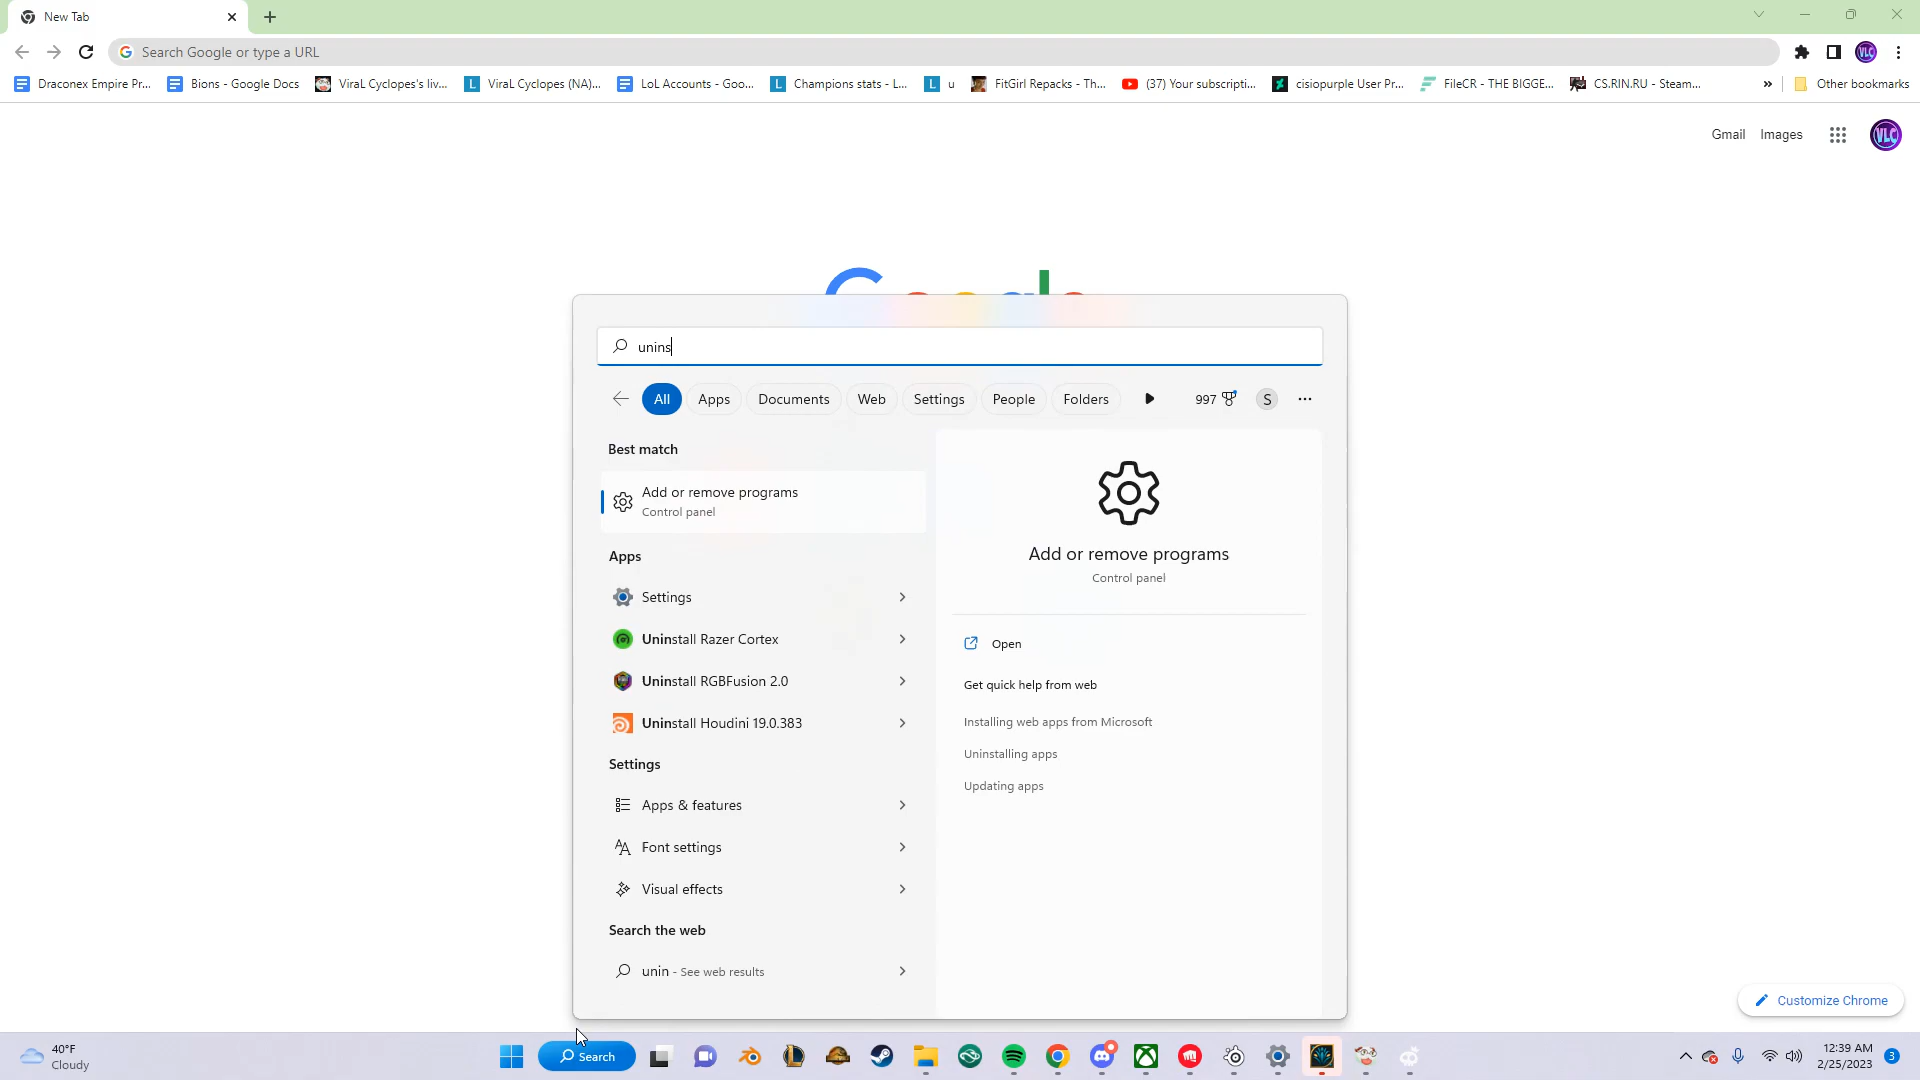 New Tab
Search Google or type a URL
VLC
Draconex Empire Pr...
Bions - Google Docs
ViraL Cyclopes's liv...
L ViraL Cyclopes (NA)...
LoL Accounts - Goo...
L Champions stats - L...
L u
FitGirl Repacks - Th...
(37) Your subscripti...
cisiopurple User Pr...
FileCR - THE BIGGE...
CS.RIN.RU - Steam...
»
Other bookmarks
Gmail Images
VLC
unins
All Apps Documents Web Settings People Folders 997 S ...
Best match
Add or remove programs
Control panel
Apps
Settings
Uninstall Razer Cortex
Uninstall RGBFusion 2.0
Uninstall Houdini 19.0.383
Settings
Apps & features
Font settings
Visual effects
Search the web
unin - See web results
Add or remove programs
Control panel
Open
Get quick help from web
Installing web apps from Microsoft
Uninstalling apps
Updating apps
Customize Chrome
40°F
Cloudy
Search
12:39 AM
2/25/2023
3